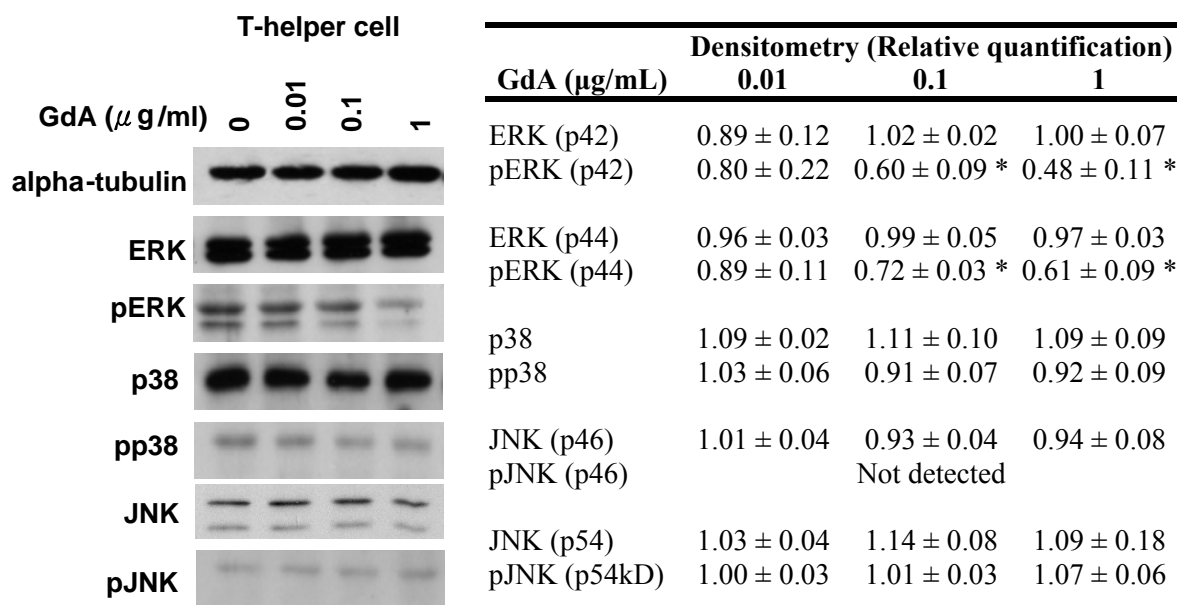 T-helper cell
GdA (μ g/ml) 0 0.01 0.1 1
alpha-tubulin
ERK
pERK
p38
pp38
JNK
pJNK
Densitometry (Relative quantification)
GdA (μg/mL) 0.01 0.1 1
ERK (p42) 0.89 ± 0.12 1.02 ± 0.02 1.00 ± 0.07
pERK (p42) 0.80 ± 0.22 0.60 ± 0.09 * 0.48 ± 0.11 *
ERK (p44) 0.96 ± 0.03 0.99 ± 0.05 0.97 ± 0.03
pERK (p44) 0.89 ± 0.11 0.72 ± 0.03 * 0.61 ± 0.09 *
p38 1.09 ± 0.02 1.11 ± 0.10 1.09 ± 0.09
pp38 1.03 ± 0.06 0.91 ± 0.07 0.92 ± 0.09
JNK (p46) 1.01 ± 0.04 0.93 ± 0.04 0.94 ± 0.08
pJNK (p46) Not detected
JNK (p54) 1.03 ± 0.04 1.14 ± 0.08 1.09 ± 0.18
pJNK (p54kD) 1.00 ± 0.03 1.01 ± 0.03 1.07 ± 0.06